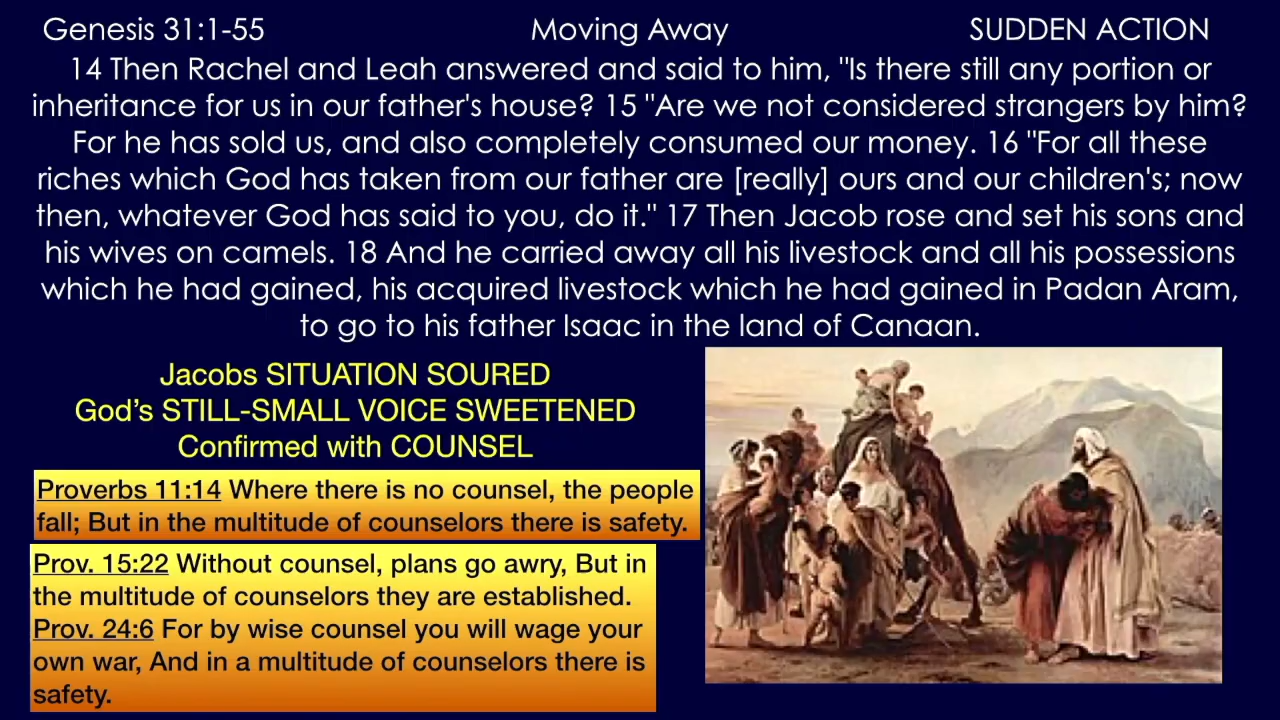 Genesis 31:1-55 Moving Away SUDDEN ACTION
14 Then Rachel and Leah answered and said to him, "Is there still any portion or
inheritance for us in our father's house? 15 "Are we not considered strangers by him?
For he has sold us, and also completely consumed our money. 16 "For all these
riches which God has taken from our father are [really] ours and our children's; now
then, whatever God has said to you, do it." 17 Then Jacob rose and set his sons and
his wives on camels. 18 And he carried away all his livestock and all his possessions
which he had gained, his acquired livestock which he had gained in Padan Aram,
to go to his father Isaac in the land of Canaan.
Jacobs SITUATION SOURED
God’s STILL-SMALL VOICE SWEETENED
Confirmed with COUNSEL
Proverbs 11:14 Where there is no counsel, the people
fall; But in the multitude of counselors there is safety.
Prov. 15:22 Without counsel, plans go awry, But in
the multitude of counselors they are established.
Prov. 24:6 For by wise counsel you will wage your
own war, And in a multitude of counselors there is
safety.